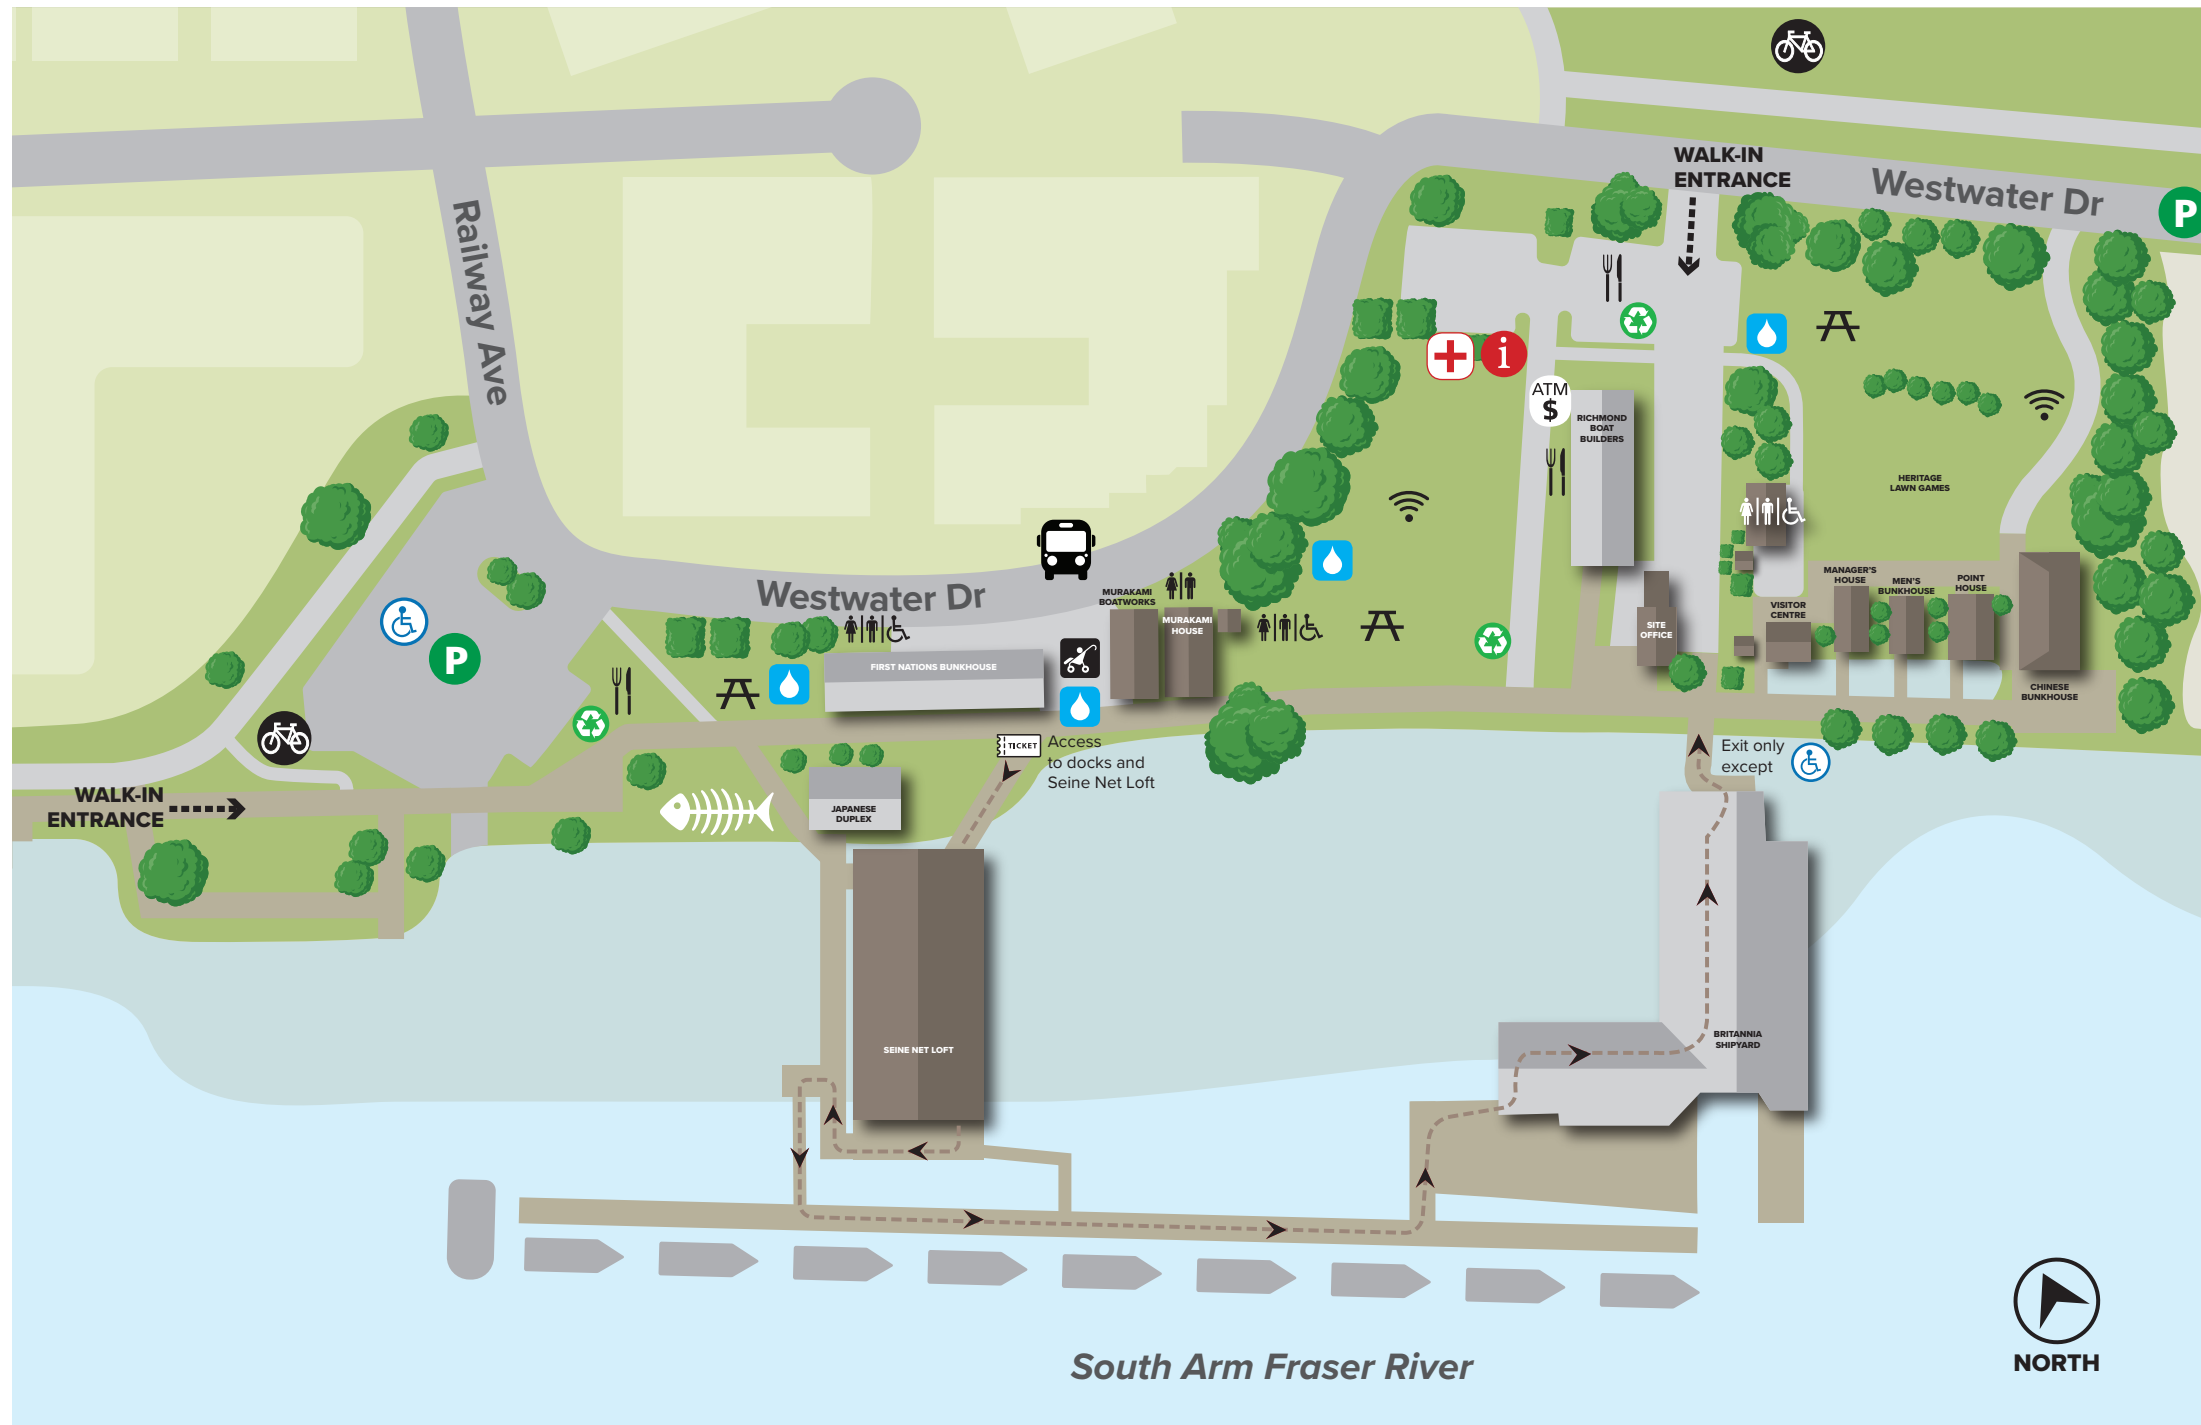 WALK-IN
ENTRANCE
Westwater Dr
P
Railway Ave
i
ATM
$
RICHMOND
BOAT
BUILDERS
HERITAGE
LAWN GAMES
MANAGER'S
HOUSE
MEN'S
BUNKHOUSE
POINT
HOUSE
VISITOR
CENTRE
SITE
OFFICE
CHINESE
BUNKHOUSE
Westwater Dr
MURAKAMI
BOATWORKS
MURAKAMI
HOUSE
FIRST NATIONS BUNKHOUSE
P
TICKET
Access
to docks and
Seine Net Loft
Exit only
except
WALK-IN
ENTRANCE
JAPANESE
DUPLEX
SEINE NET LOFT
BRITANNIA
SHIPYARD
South Arm Fraser River
NORTH